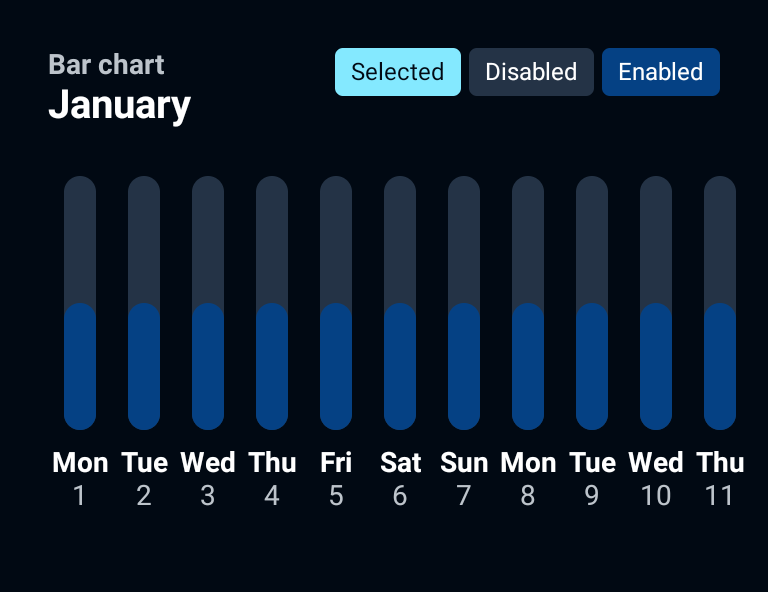 Bar chart
January
Selected Disabled Enabled
Mon Tue Wed Thu Fri Sat Sun Mon Tue Wed Thu
1 2 3 4 5 6 7 8 9 10 11